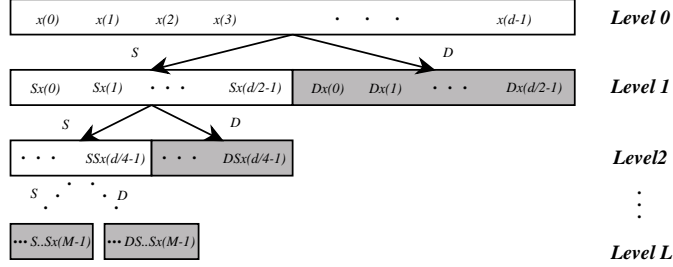 x(0) x(1) x(2) x(3) . . . x(d-1) Level 0
S D
Sx(0) Sx(1) . . . Sx(d/2-1) Dx(0) Dx(1) . . . Dx(d/2-1) Level 1
S D
. . . SSx(d/4-1) . . . DSx(d/4-1) Level2
S D
... S..Sx(M-1) ... DS..Sx(M-1) Level L